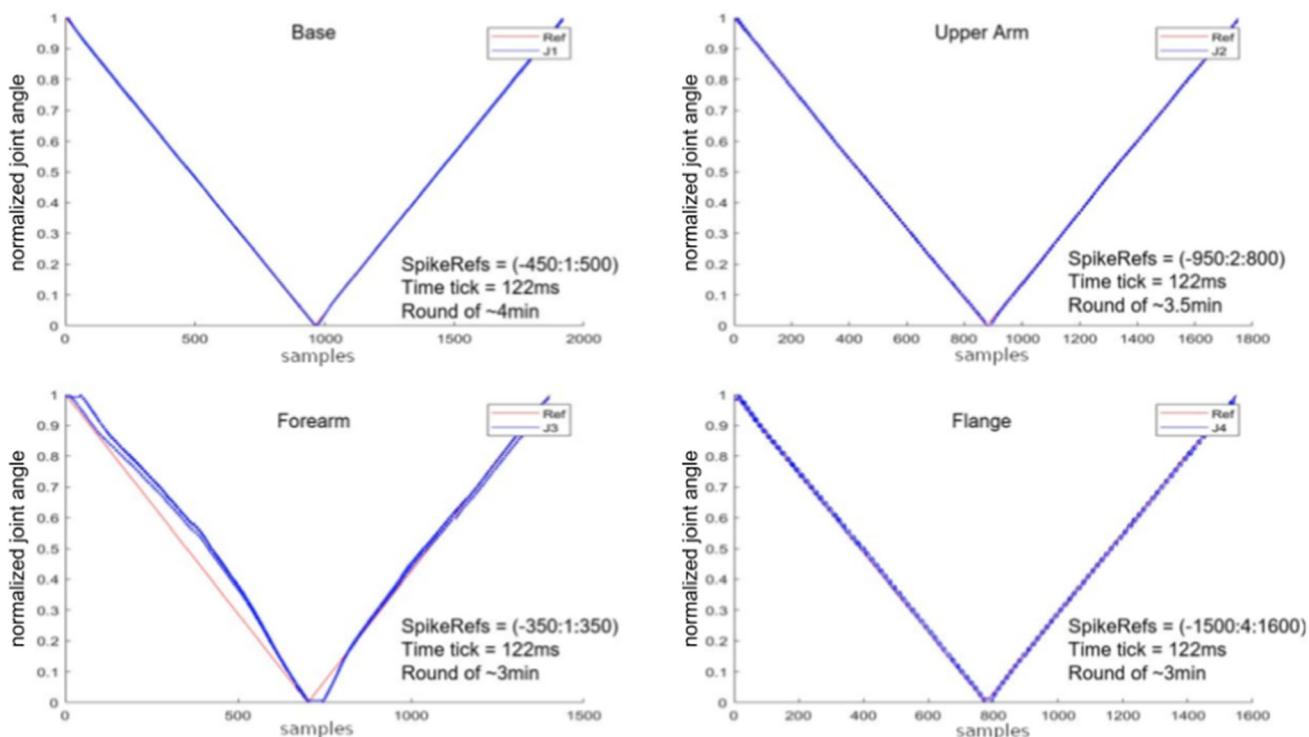 Base
Ref
J1
normalized joint angle
1
0.9
0.8
0.7
0.6
0.5
0.4
0.3
0.2
0.1
0
SpikeRefs = (-450:1:500)
Time tick = 122ms
Round of ~4min
0 500 1000 1500 2000
samples
Upper Arm
Ref
J2
normalized joint angle
1
0.9
0.8
0.7
0.6
0.5
0.4
0.3
0.2
0.1
0
SpikeRefs = (-950:2:800)
Time tick = 122ms
Round of ~3.5min
0 200 400 600 800 1000 1200 1400 1600 1800
samples
Forearm
Ref
J3
normalized joint angle
1
0.9
0.8
0.7
0.6
0.5
0.4
0.3
0.2
0.1
0
SpikeRefs = (-350:1:350)
Time tick = 122ms
Round of ~3min
0 500 1000 1500
samples
Flange
Ref
J4
normalized joint angle
1
0.9
0.8
0.7
0.6
0.5
0.4
0.3
0.2
0.1
0
SpikeRefs = (-1500:4:1600)
Time tick = 122ms
Round of ~3min
0 200 400 600 800 1000 1200 1400 1600
samples